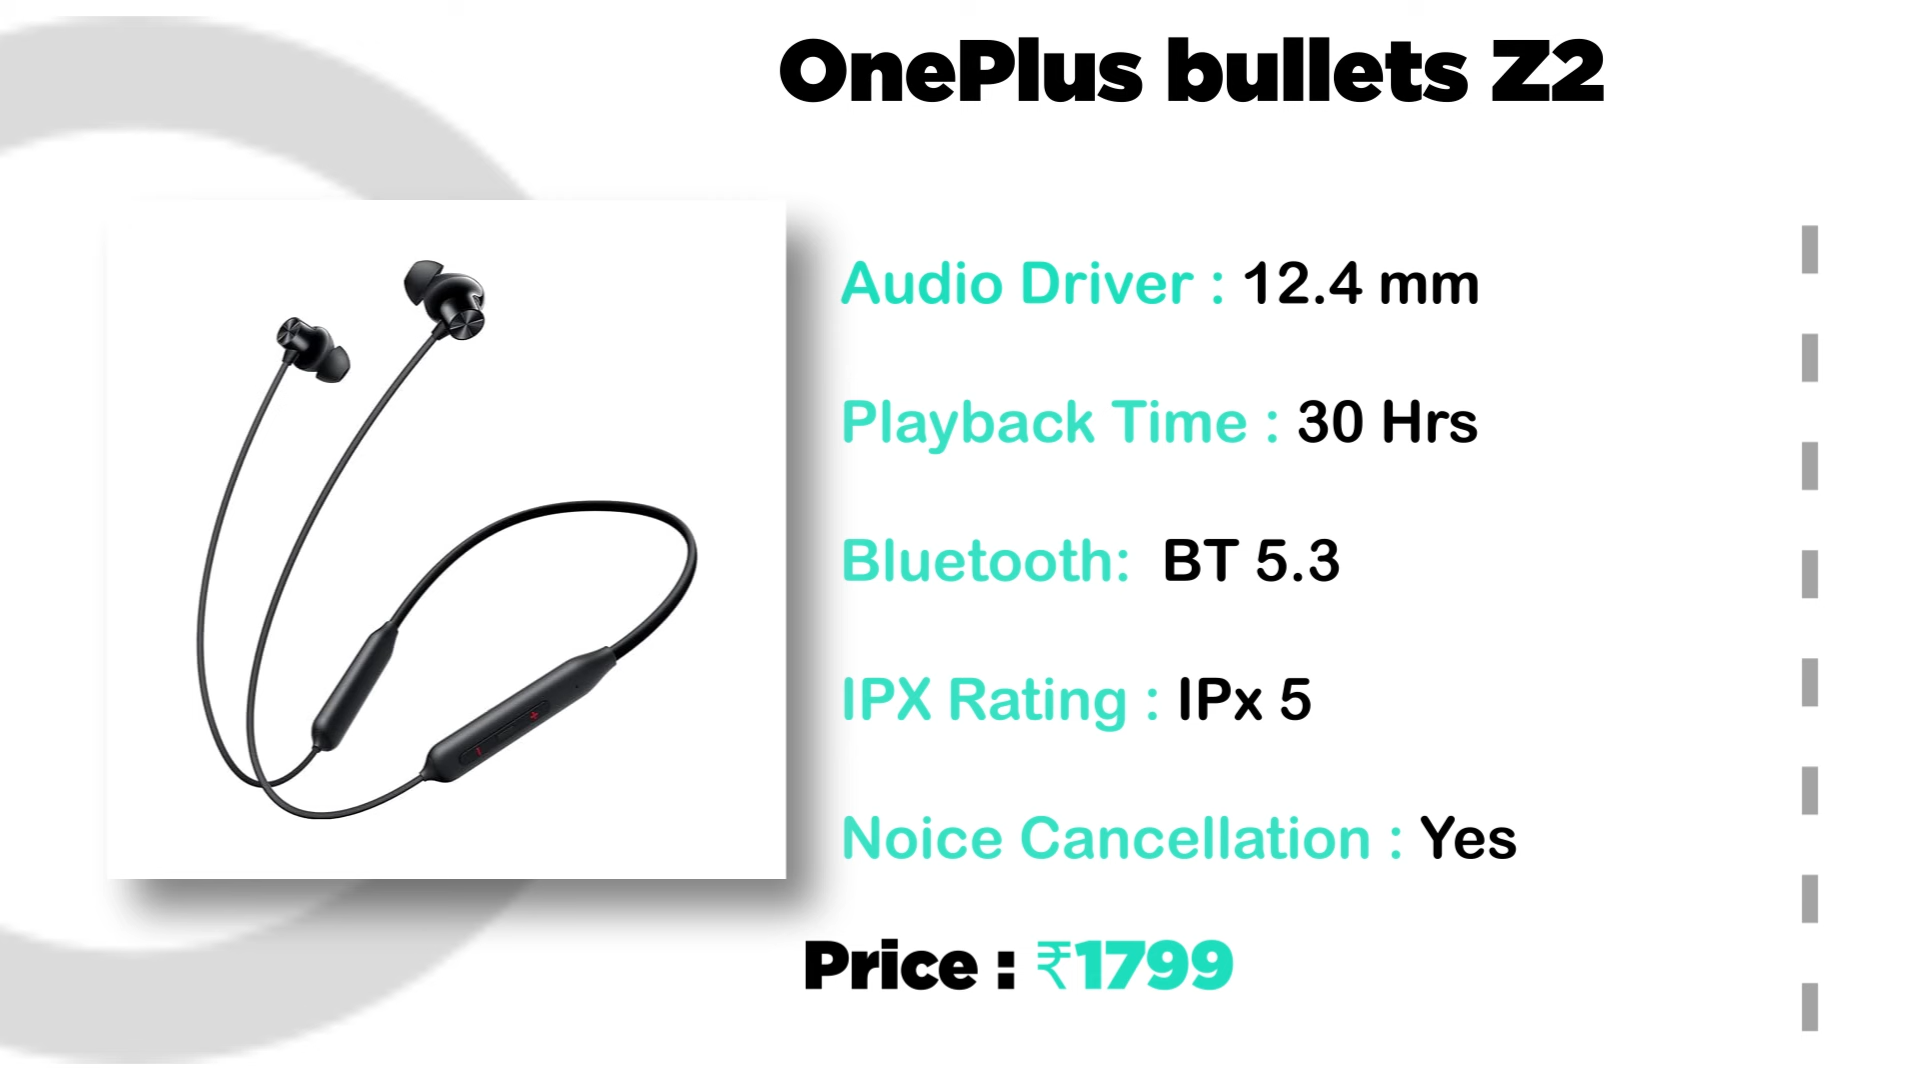 OnePlus bullets Z2
Audio Driver : 12.4 mm
Playback Time : 30 Hrs
Bluetooth: BT 5.3
IPX Rating : IPx 5
Noice Cancellation : Yes
Price : ₹1799